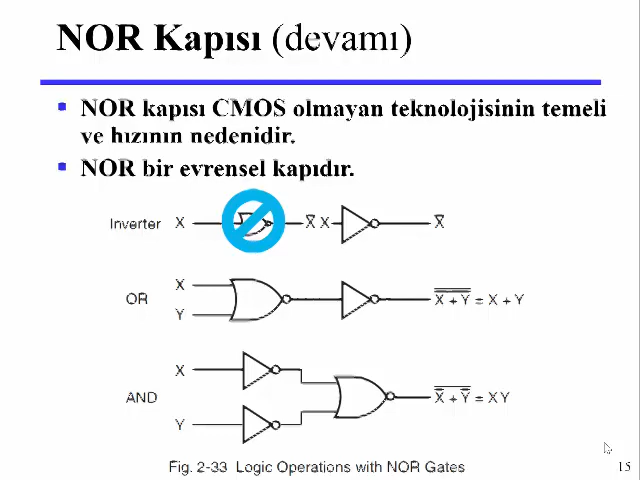 NOR Kapısı (devamı)
NOR kapısı CMOS olmayan teknolojisinin temeli
ve hızının nedenidir.
NOR bir evrensel kapıdır.
Inverter X X̅ X X̅
OR X Y X̿ ̿+̿ ̿Y̿ = X + Y
AND X Y X̿ + Y̿ = XY
Fig. 2-33 Logic Operations with NOR Gates
15